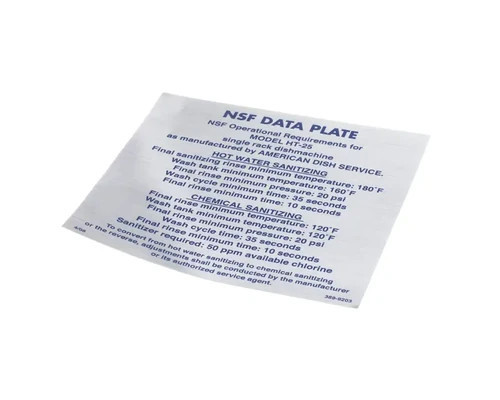 NSF DATA PLATE
NSF Operational Requirements for
MODEL HT-25
single rack dishmachine
as manufactured by AMERICAN DISH SERVICE.
HOT WATER SANITIZING
Final sanitizing rinse minimum temperature: 180°F
Wash tank minimum temperature: 160°F
Final rinse minimum pressure: 20 psi
Wash cycle minimum time: 35 seconds
Final rinse minimum time: 10 seconds
CHEMICAL SANITIZING
Final rinse minimum temperature: 120°F
Wash tank minimum temperature: 120°F
Final rinse minimum pressure: 20 psi
Wash cycle time: 35 seconds
Final rinse minimum time: 10 seconds
Sanitizer required: 50 ppm available chlorine
To convert from hot water sanitizing to chemical sanitizing
or the reverse, adjustments shall be conducted by the manufacturer
or its authorized service agent.
389-9203